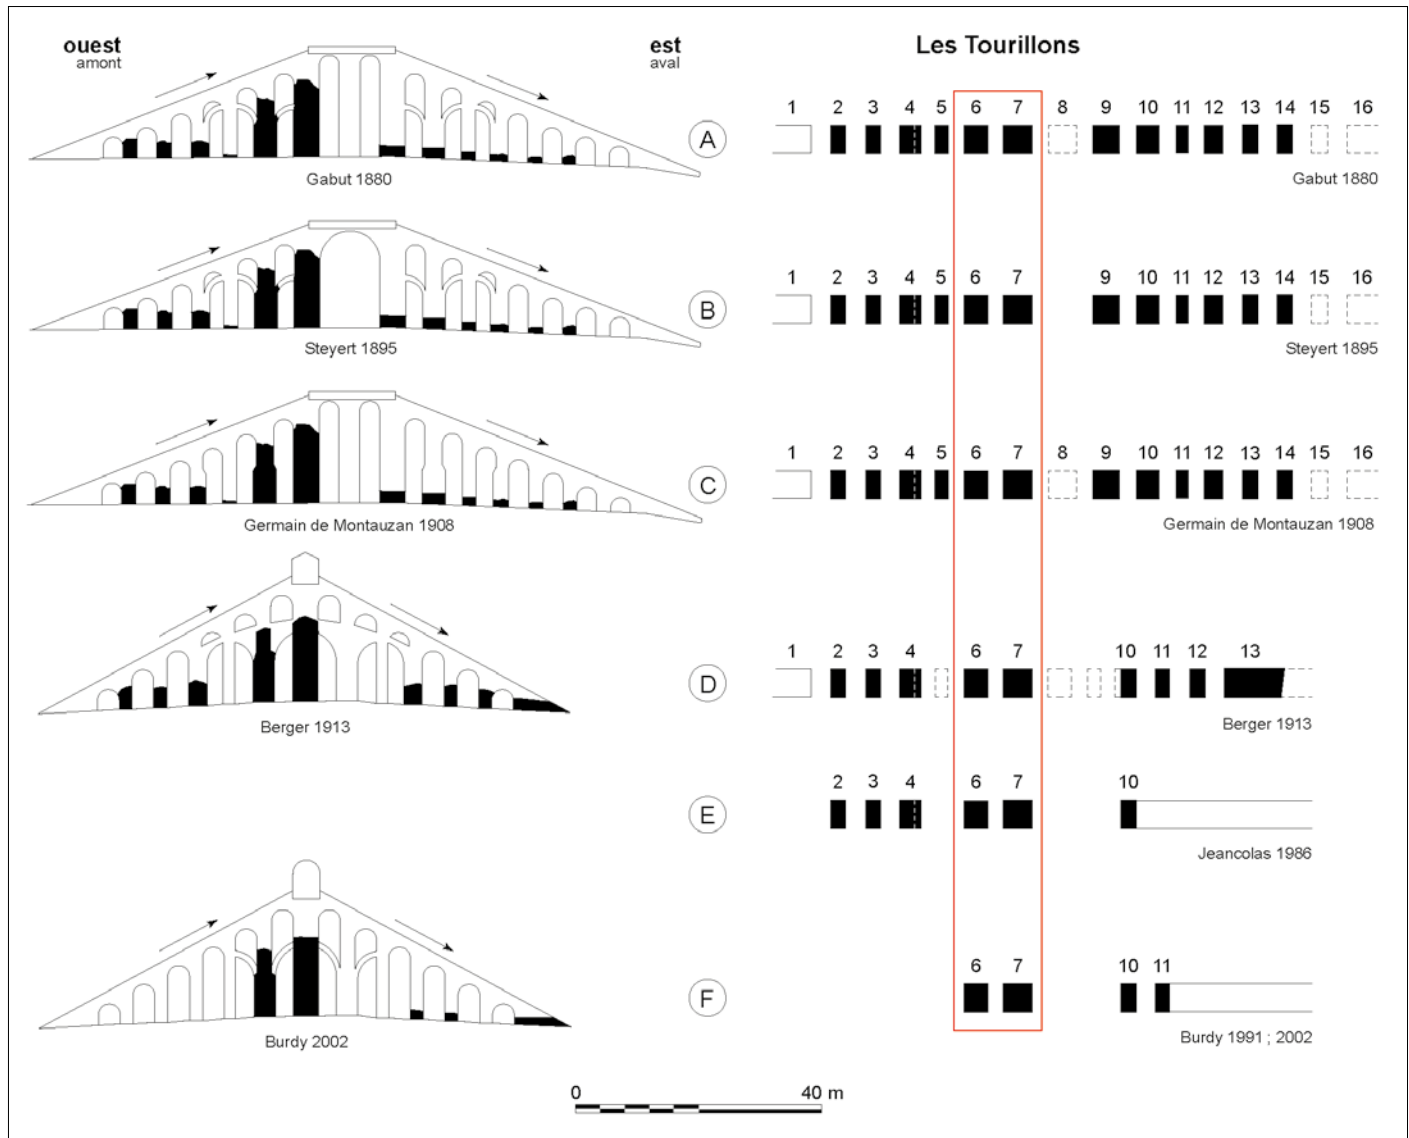 ouest
amont
est
aval
Les Tourillons
A
Gabut 1880
1 2 3 4 5 6 7 8 9 10 11 12 13 14 15 16
Gabut 1880
B
Steyert 1895
1 2 3 4 5 6 7 9 10 11 12 13 14 15 16
Steyert 1895
C
Germain de Montauzan 1908
1 2 3 4 5 6 7 8 9 10 11 12 13 14 15 16
Germain de Montauzan 1908
D
Berger 1913
1 2 3 4 6 7 10 11 12 13
Berger 1913
E
2 3 4 6 7 10
Jeancolas 1986
F
Burdy 2002
6 7 10 11
Burdy 1991 ; 2002
0 40 m